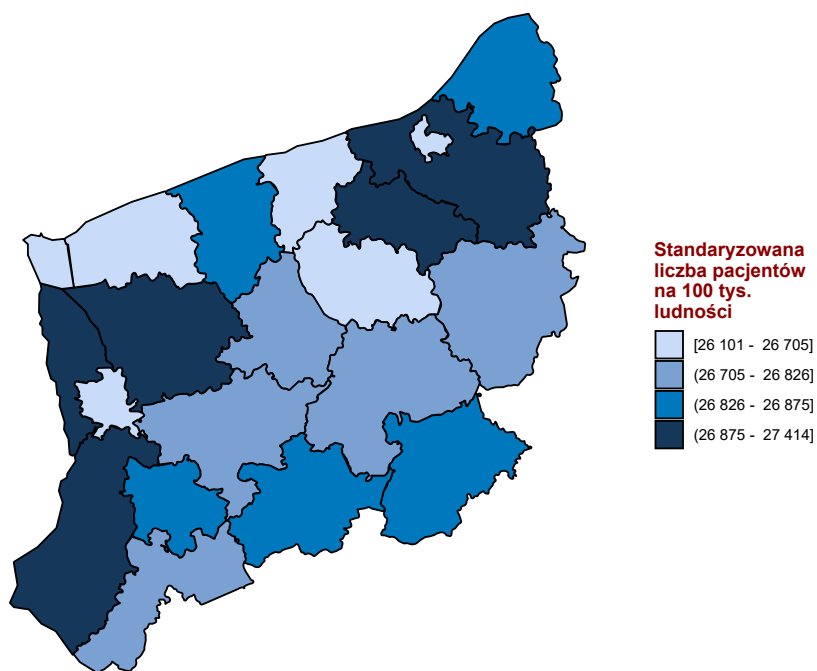 Standaryzowana
liczba pacjentów
na 100 tys.
ludności
[26 101 - 26 705]
(26 705 - 26 826]
(26 826 - 26 875]
(26 875 - 27 414]